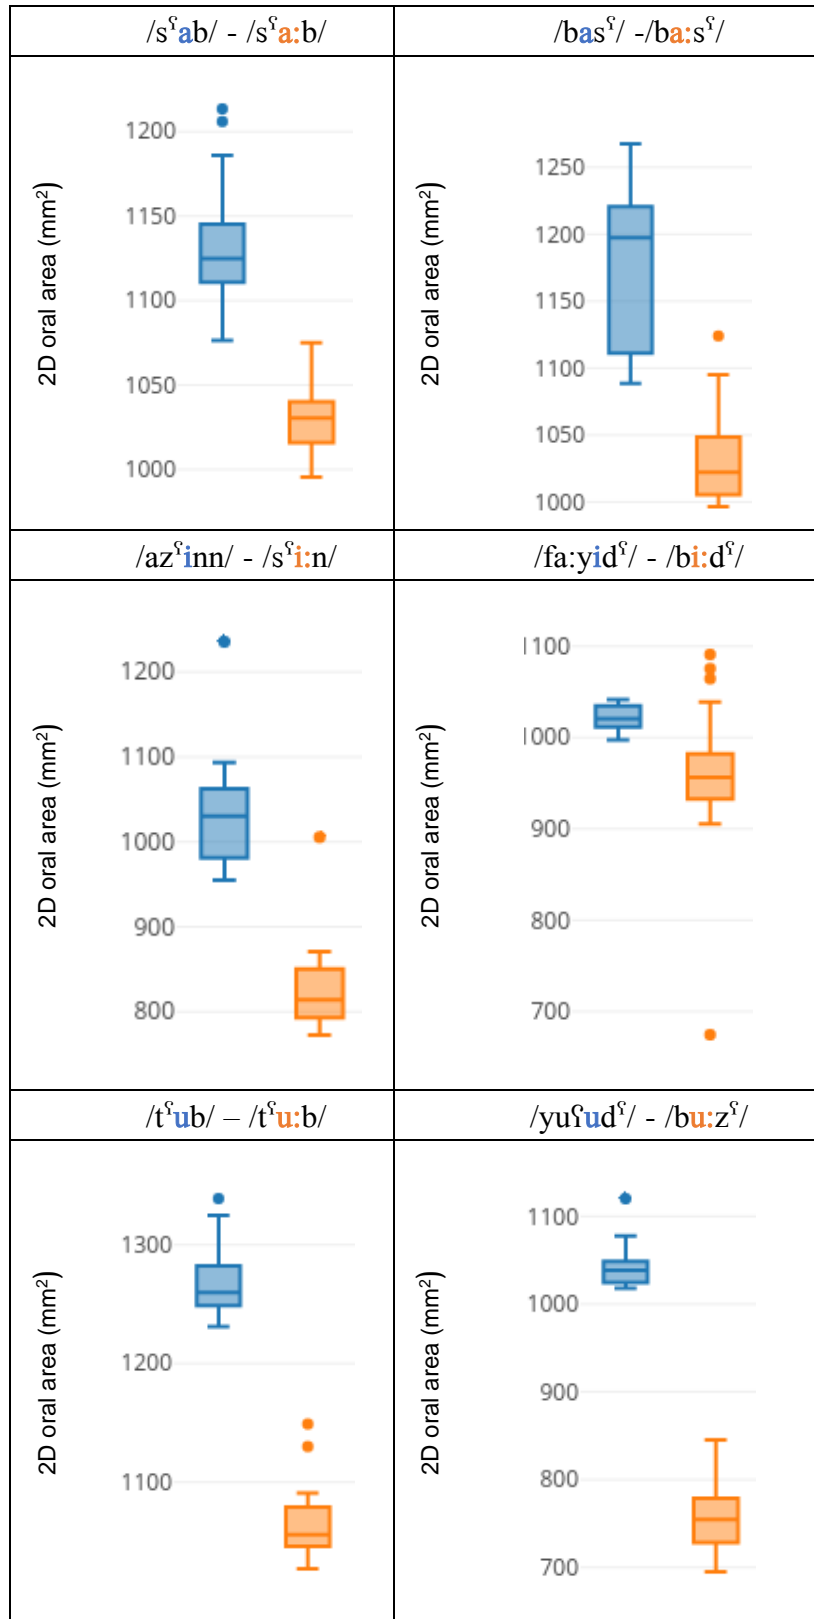 /sˤab/ - /sˤa:b/
/basˤ/ -/ba:sˤ/
2D oral area (mm²)
1200
1150
1100
1050
1000
2D oral area (mm²)
1250
1200
1150
1100
1050
1000
/azˤinn/ - /sˤi:n/
/fa:yidˤ/ - /bi:dˤ/
2D oral area (mm²)
1200
1100
1000
900
800
2D oral area (mm²)
1100
1000
900
800
700
/tˤub/ – /tˤu:b/
/yuʕudˤ/ - /bu:zˤ/
2D oral area (mm²)
1300
1200
1100
2D oral area (mm²)
1100
1000
900
800
700